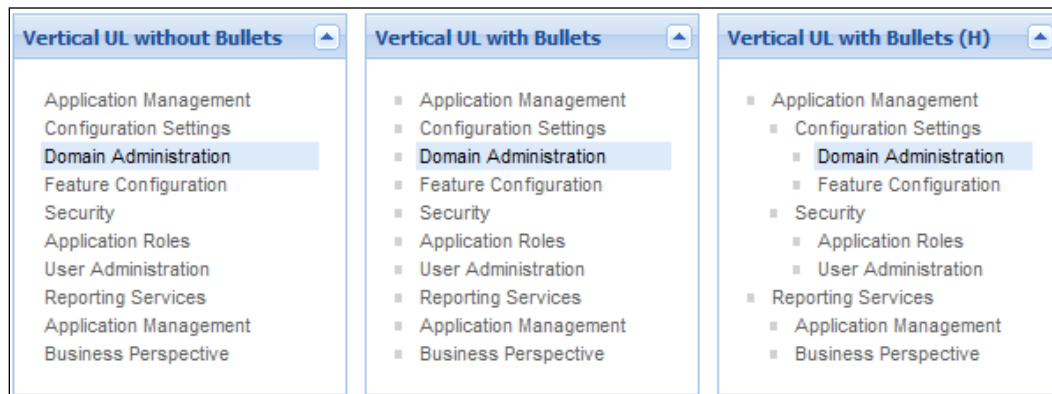 Vertical UL without Bullets
Application Management
Configuration Settings
Domain Administration
Feature Configuration
Security
Application Roles
User Administration
Reporting Services
Application Management
Business Perspective
Vertical UL with Bullets
Application Management
Configuration Settings
Domain Administration
Feature Configuration
Security
Application Roles
User Administration
Reporting Services
Application Management
Business Perspective
Vertical UL with Bullets (H)
Application Management
Configuration Settings
Domain Administration
Feature Configuration
Security
Application Roles
User Administration
Reporting Services
Application Management
Business Perspective